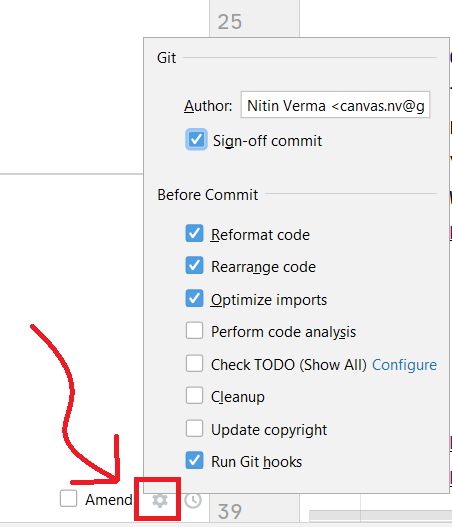 25
Git
Author: Nitin Verma <canvas.nv@g
Sign-off commit
Before Commit
Reformat code
Rearrange code
Optimize imports
Perform code analysis
Check TODO (Show All) Configure
Cleanup
Update copyright
Run Git hooks
Amend
39